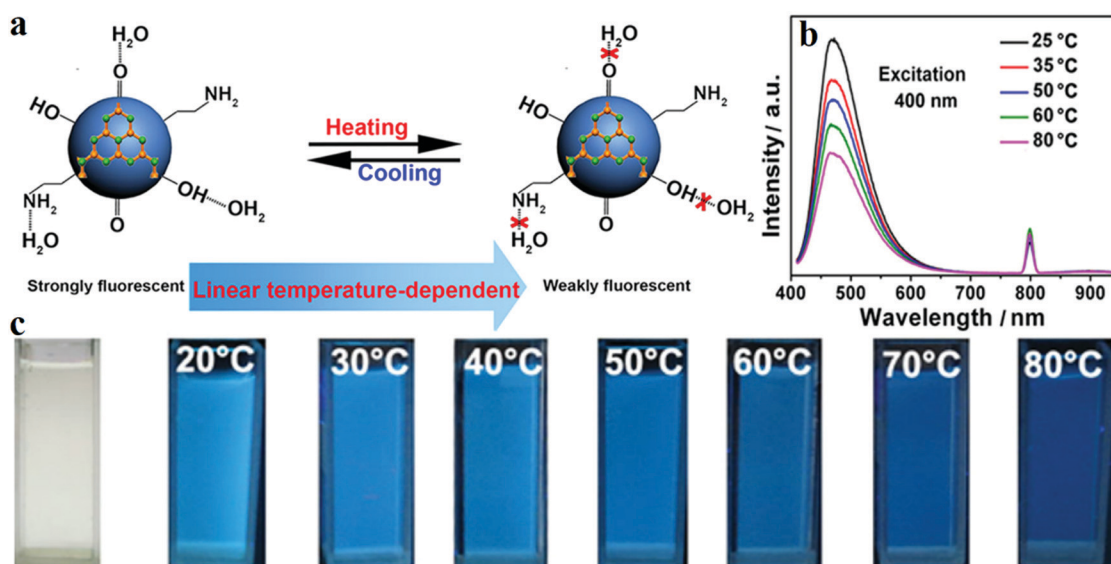 a
H₂O
O
HO
NH₂
NH₂
H₂O
OH
OH₂
O
Strongly fluorescent
Heating
Cooling
Linear temperature-dependent
H₂O
O
HO
NH₂
NH₂
H₂O
OH
OH₂
O
Weakly fluorescent
b
Intensity / a.u.
Excitation
400 nm
25 °C
35 °C
50 °C
60 °C
80 °C
400 500 600 700 800 900
Wavelength / nm
c
20°C 30°C 40°C 50°C 60°C 70°C 80°C